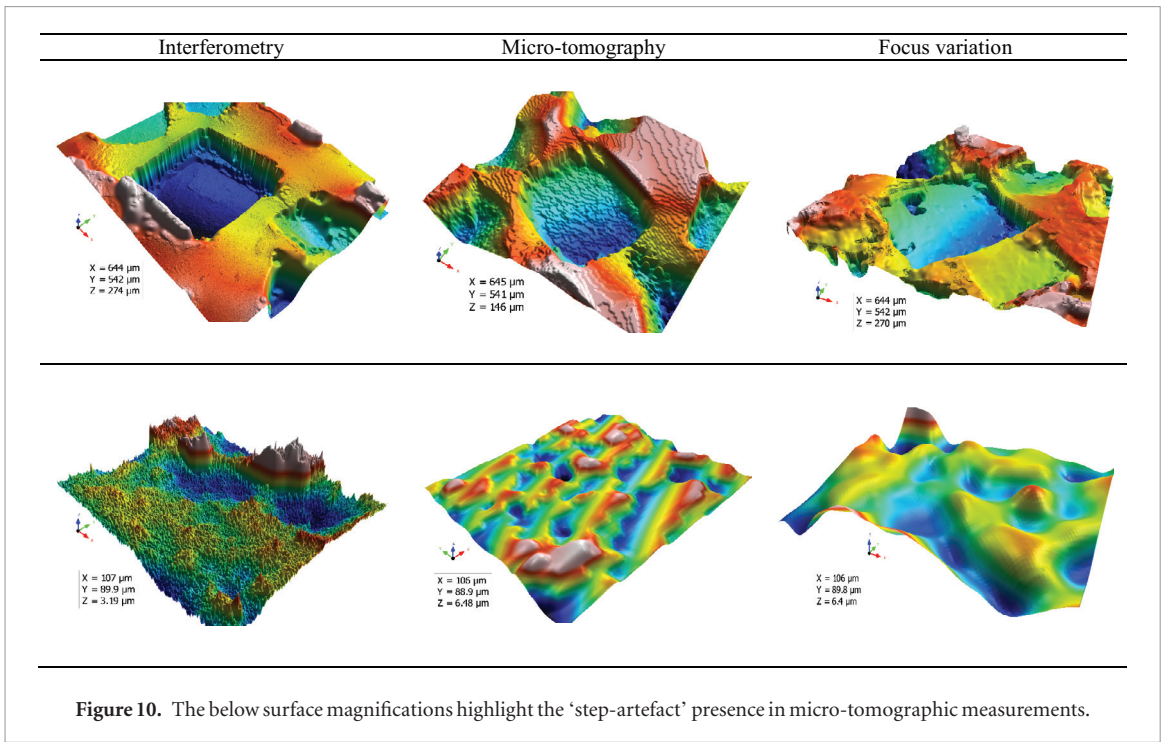 Interferometry
Micro-tomography
Focus variation
X = 644 µm
Y = 542 µm
Z = 274 µm
X = 645 µm
Y = 541 µm
Z = 146 µm
X = 644 µm
Y = 542 µm
Z = 270 µm
X = 107 µm
Y = 89.9 µm
Z = 3.19 µm
X = 106 µm
Y = 88.9 µm
Z = 6.48 µm
X = 106 µm
Y = 89.8 µm
Z = 6.4 µm
Figure 10. The below surface magnifications highlight the ‘step-artefact’ presence in micro-tomographic measurements.